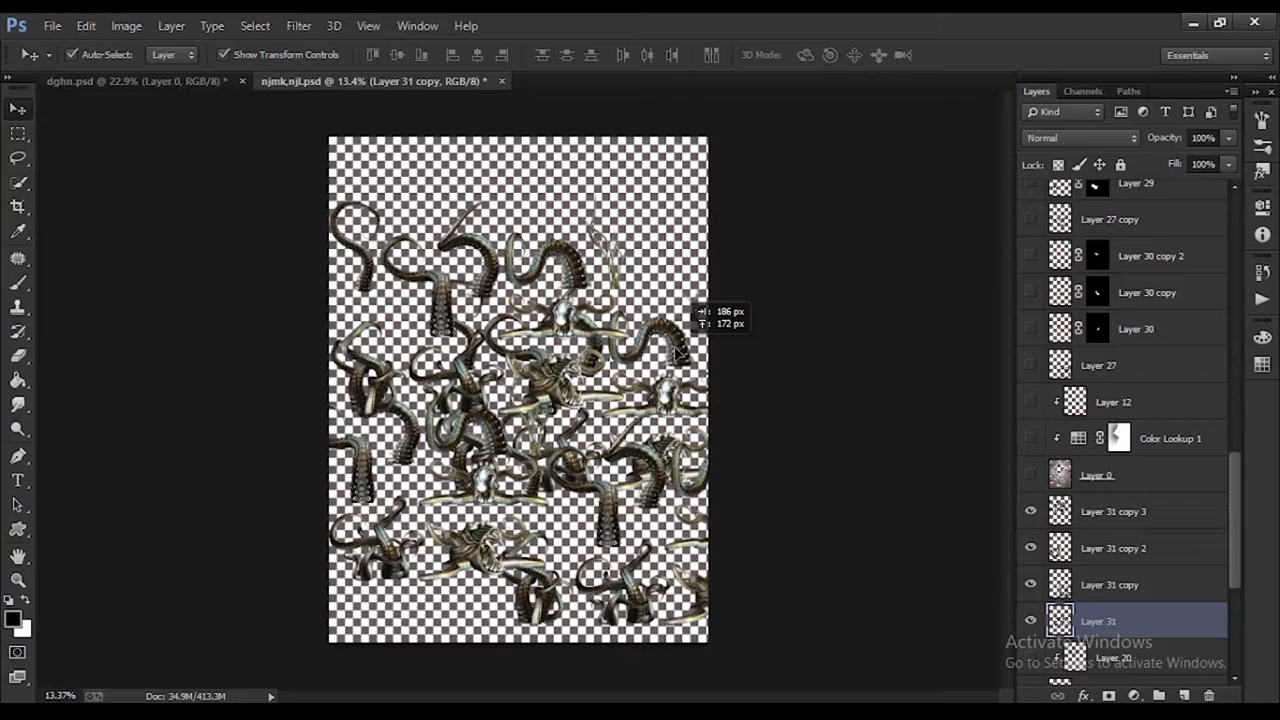 Ps File Edit Image Layer Type Select Filter 3D View Window Help
Auto-Select: Layer Show Transform Controls 3D Mode: Essentials
dghn.psd @ 22.9% (Layer 0, RGB/8) * × njmk,njl.psd @ 13.4% (Layer 31 copy, RGB/8) * ×
Layers Channels Paths
Kind
Normal Opacity: 100%
Lock: Fill: 100%
Layer 29
Layer 27 copy
Layer 30 copy 2
Layer 30 copy
Layer 30
Layer 27
Layer 12
Color Lookup 1
Layer 0
Layer 31 copy 3
Layer 31 copy 2
Layer 31 copy
Layer 31
Layer 20
186 px
172 px
Activate Windows
Go to Settings to activate Windows.
13.37% Doc: 34.9M/413.3M